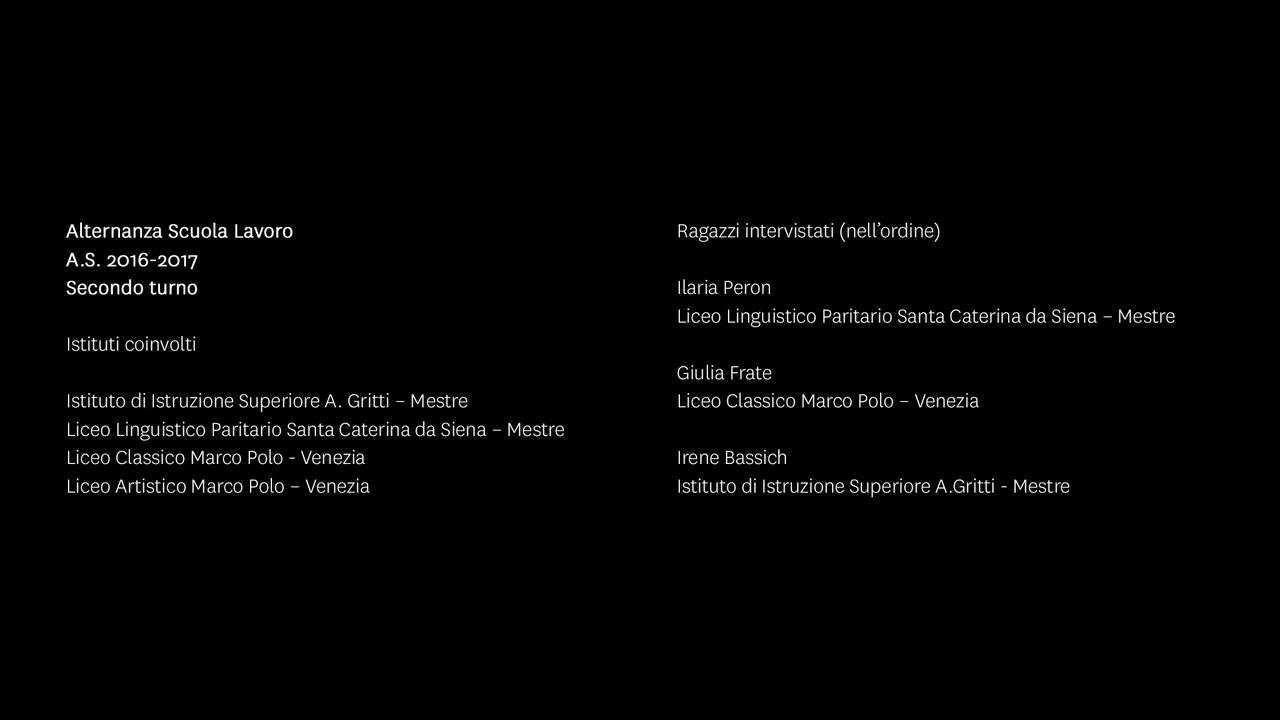 Alternanza Scuola Lavoro
A.S. 2016-2017
Secondo turno
Istituti coinvolti
Istituto di Istruzione Superiore A. Gritti – Mestre
Liceo Linguistico Paritario Santa Caterina da Siena – Mestre
Liceo Classico Marco Polo - Venezia
Liceo Artistico Marco Polo – Venezia
Ragazzi intervistati (nell’ordine)
Ilaria Peron
Liceo Linguistico Paritario Santa Caterina da Siena – Mestre
Giulia Frate
Liceo Classico Marco Polo – Venezia
Irene Bassich
Istituto di Istruzione Superiore A.Gritti - Mestre